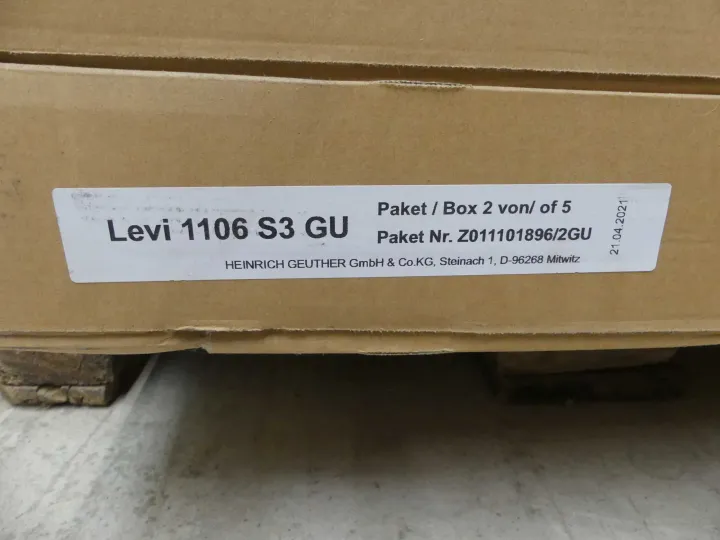 Levi 1106 S3 GU
Paket / Box 2 von/ of 5
Paket Nr. Z011101896/2GU
HEINRICH GEUTHER GmbH & Co.KG, Steinach 1, D-96268 Mitwitz
21.04.2021